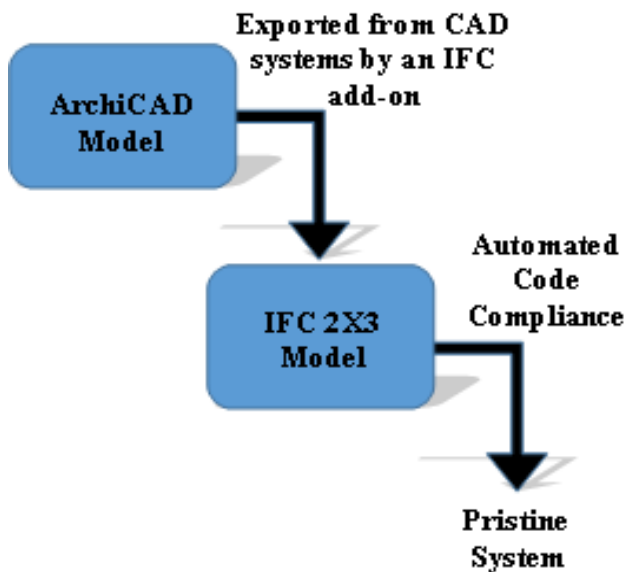 Exported from CAD
systems by an IFC
add-on
ArchiCAD
Model
Automated
Code
Compliance
IFC 2X3
Model
Pristine
System